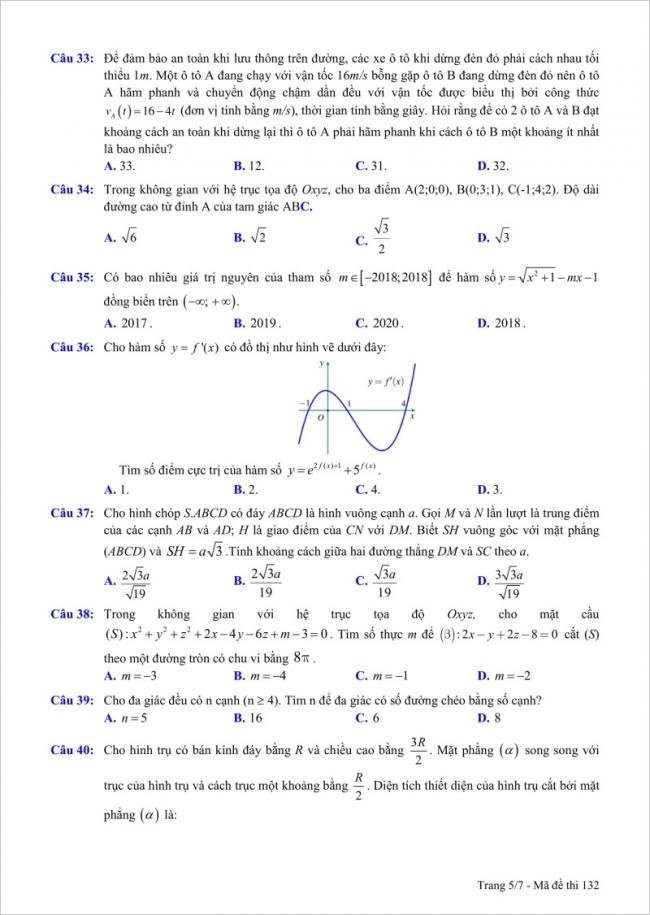 Câu 33: Để đảm bảo an toàn khi lưu thông trên đường, các xe ô tô khi dừng đèn đỏ phải cách nhau tối
thiểu 1m. Một ô tô A đang chạy với vận tốc 16m/s bỗng gặp ô tô B đang dừng đèn đỏ nên ô tô
A hãm phanh và chuyển động chậm dần đều với vận tốc được biểu thị bởi công thức
v_A(t)=16−4t (đơn vị tính bằng m/s), thời gian tính bằng giây. Hỏi rằng để có 2 ô tô A và B đạt
khoảng cách an toàn khi dừng lại thì ô tô A phải hãm phanh khi cách ô tô B một khoảng ít nhất
là bao nhiêu?
A. 33. B. 12. C. 31. D. 32.
Câu 34: Trong không gian với hệ trục tọa độ Oxyz, cho ba điểm A(2;0;0), B(0;3;1), C(-1;4;2). Độ dài
đường cao từ đỉnh A của tam giác ABC.
A. √6 B. √2 C. √3/2 D. √3
Câu 35: Có bao nhiêu giá trị nguyên của tham số m∈[−2018;2018] để hàm số y=√(x²+1)−mx−1
đồng biến trên (−∞;+∞).
A. 2017. B. 2019. C. 2020. D. 2018.
Câu 36: Cho hàm số y = f'(x) có đồ thị như hình vẽ dưới đây:
y
y = f'(x)
−1 1 4
O x
Tìm số điểm cực trị của hàm số y = e^(2f(x)+1) + 5^(f(x)).
A. 1. B. 2. C. 4. D. 3.
Câu 37: Cho hình chóp S.ABCD có đáy ABCD là hình vuông cạnh a. Gọi M và N lần lượt là trung điểm
của các cạnh AB và AD; H là giao điểm của CN với DM. Biết SH vuông góc với mặt phẳng
(ABCD) và SH = a√3 .Tính khoảng cách giữa hai đường thẳng DM và SC theo a.
A. 2√3a/√19 B. 2√3a/19 C. √3a/19 D. 3√3a/√19
Câu 38: Trong không gian với hệ trục tọa độ Oxyz, cho mặt cầu
(S): x²+y²+z²+2x−4y−6z+m−3=0. Tìm số thực m để (β):2x−y+2z−8=0 cắt (S)
theo một đường tròn có chu vi bằng 8π.
A. m=−3 B. m=−4 C. m=−1 D. m=−2
Câu 39: Cho đa giác đều có n cạnh (n ≥ 4). Tìm n để đa giác có số đường chéo bằng số cạnh?
A. n=5 B. 16 C. 6 D. 8
Câu 40: Cho hình trụ có bán kính đáy bằng R và chiều cao bằng 3R/2. Mặt phẳng (α) song song với
trục của hình trụ và cách trục một khoảng bằng R/2. Diện tích thiết diện của hình trụ cắt bởi mặt
phẳng (α) là:
Trang 5/7 - Mã đề thi 132